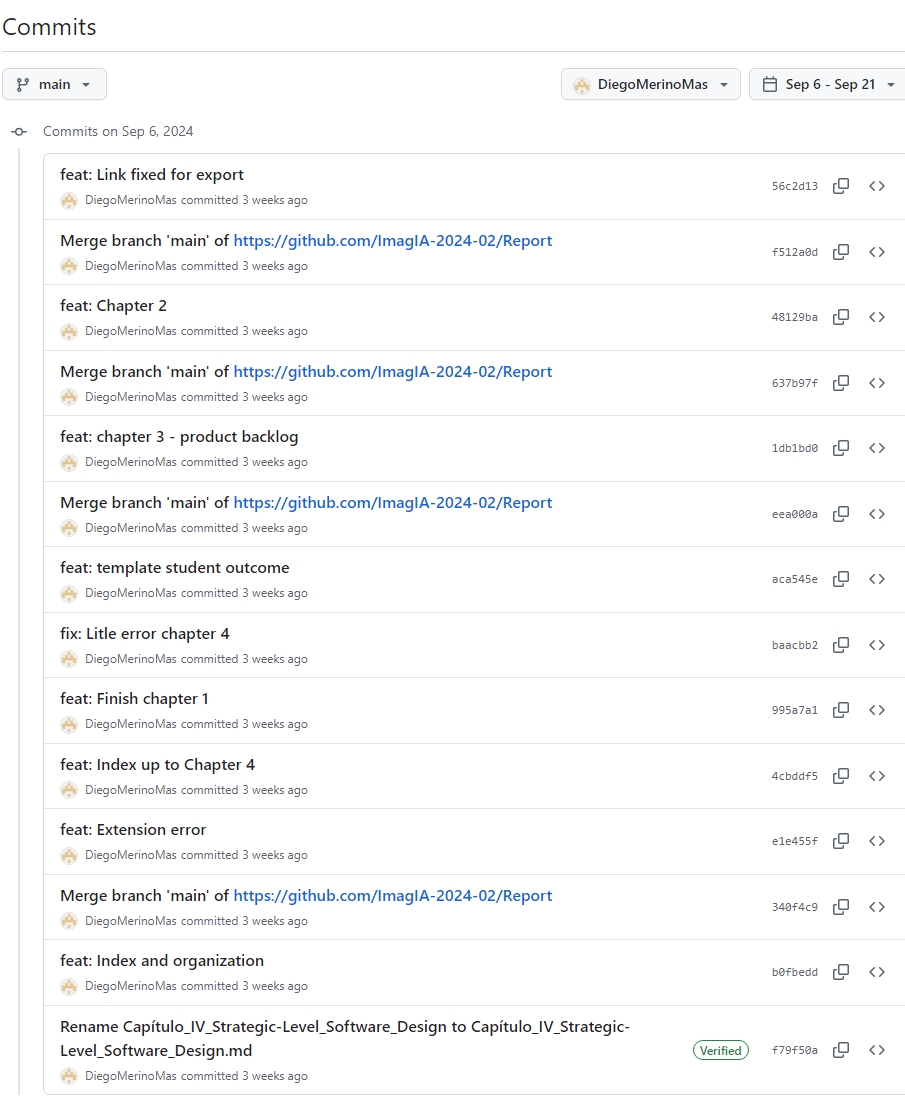 Commits
main
DiegoMerinoMas
Sep 6 - Sep 21
Commits on Sep 6, 2024
feat: Link fixed for export
DiegoMerinoMas committed 3 weeks ago
56c2d13
Merge branch 'main' of https://github.com/ImagIA-2024-02/Report
DiegoMerinoMas committed 3 weeks ago
f512a0d
feat: Chapter 2
DiegoMerinoMas committed 3 weeks ago
48129ba
Merge branch 'main' of https://github.com/ImagIA-2024-02/Report
DiegoMerinoMas committed 3 weeks ago
637b97f
feat: chapter 3 - product backlog
DiegoMerinoMas committed 3 weeks ago
1db1bd0
Merge branch 'main' of https://github.com/ImagIA-2024-02/Report
DiegoMerinoMas committed 3 weeks ago
eea000a
feat: template student outcome
DiegoMerinoMas committed 3 weeks ago
aca545e
fix: Litle error chapter 4
DiegoMerinoMas committed 3 weeks ago
baacbb2
feat: Finish chapter 1
DiegoMerinoMas committed 3 weeks ago
995a7a1
feat: Index up to Chapter 4
DiegoMerinoMas committed 3 weeks ago
4cbddf5
feat: Extension error
DiegoMerinoMas committed 3 weeks ago
e1e455f
Merge branch 'main' of https://github.com/ImagIA-2024-02/Report
DiegoMerinoMas committed 3 weeks ago
340f4c9
feat: Index and organization
DiegoMerinoMas committed 3 weeks ago
b0fbedd
Rename Capítulo_IV_Strategic-Level_Software_Design to Capítulo_IV_Strategic-
Level_Software_Design.md
DiegoMerinoMas committed 3 weeks ago
Verified
f79f50a